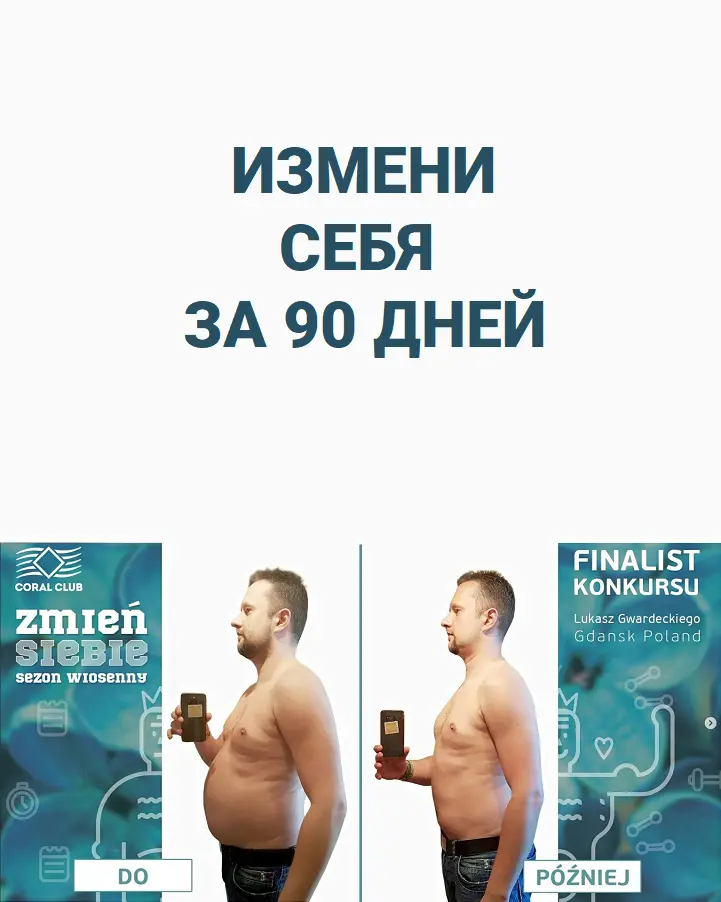 ИЗМЕНИ
СЕБЯ
ЗА 90 ДНЕЙ
CORAL CLUB
zmień
siebie
sezon wiosenny
DO
FINALIST
KONKURSU
Lukasz Gwardeckiego
Gdansk Poland
PÓŹNIEJ